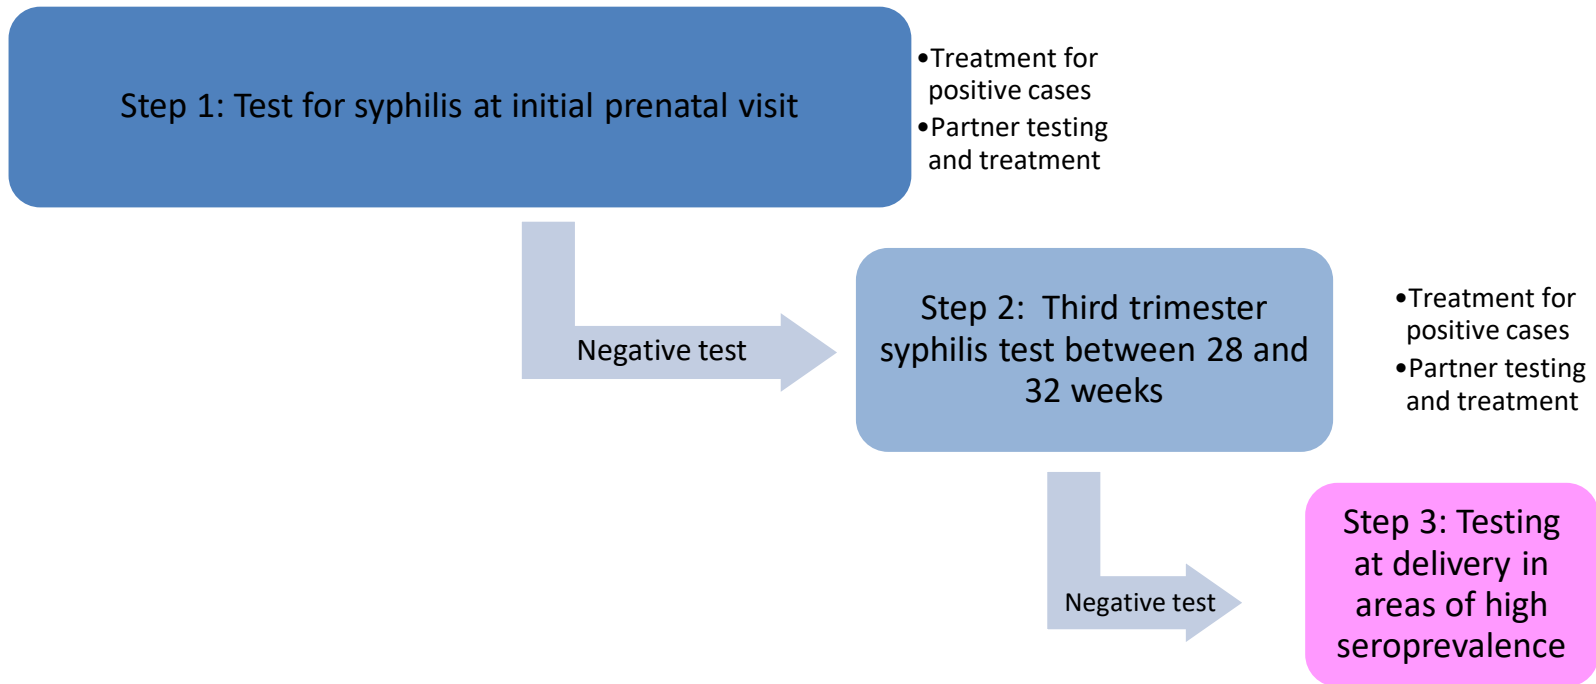 Step 1: Test for syphilis at initial prenatal visit
•Treatment for
positive cases
•Partner testing
and treatment
Negative test
Step 2:  Third trimester
syphilis test between 28 and
32 weeks
•Treatment for
positive cases
•Partner testing
and treatment
Negative test
Step 3: Testing
at delivery in
areas of high
seroprevalence